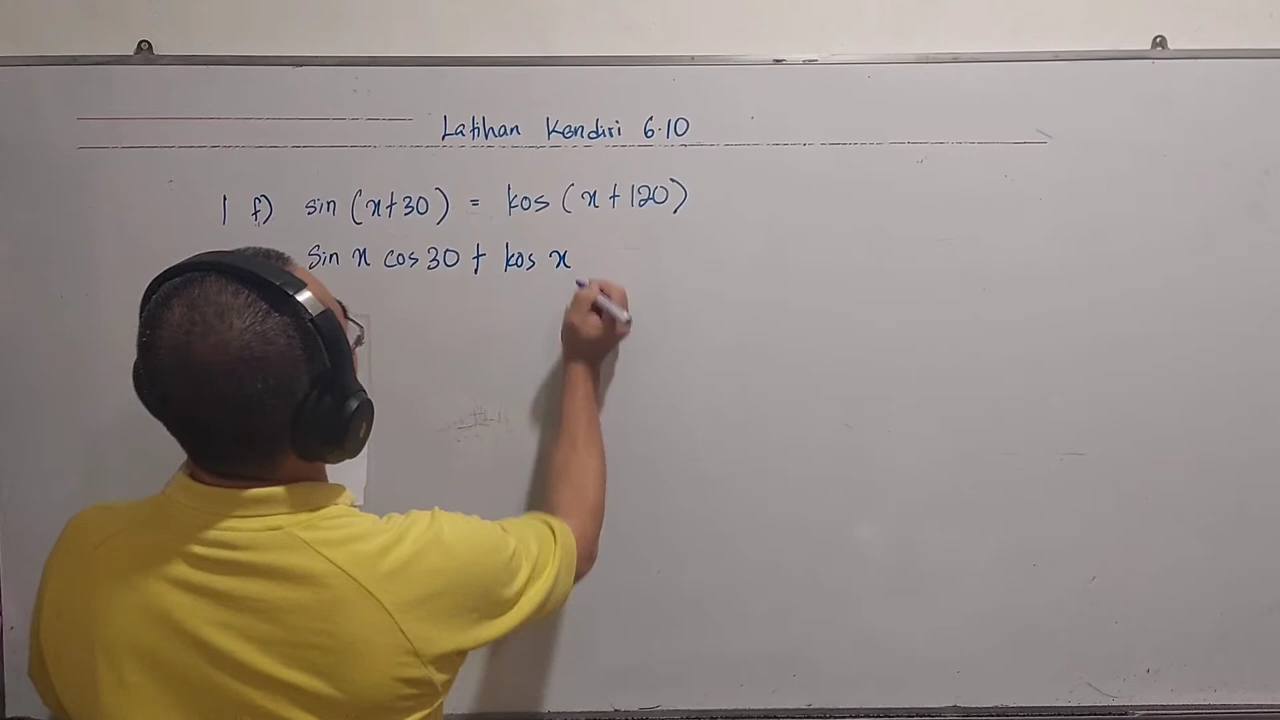 Latihan Kendiri 6.10
1 f) sin (x+30) = kos (x+120)
sin x cos 30 + kos x